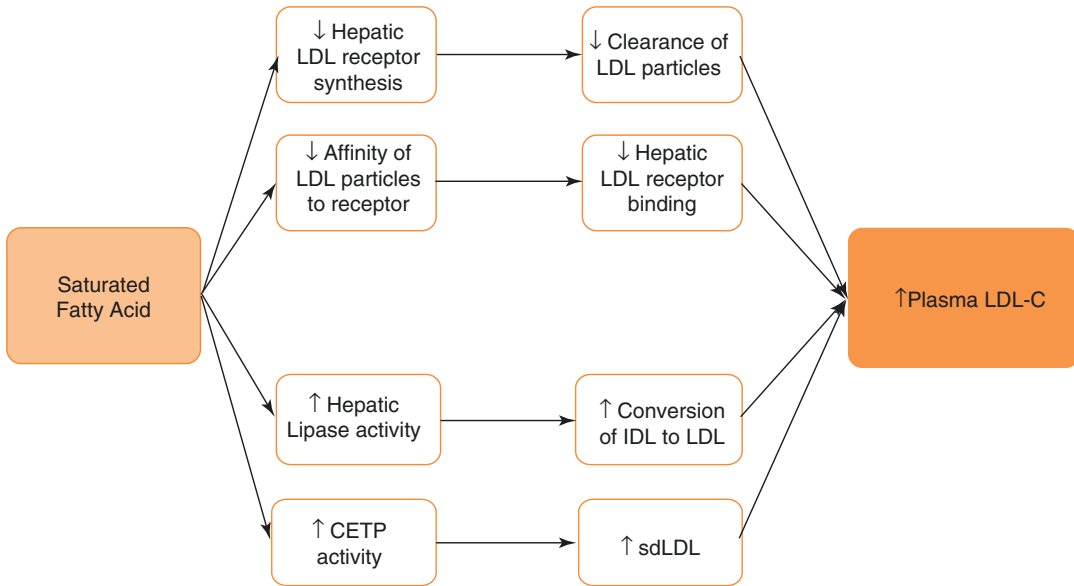 Saturated
Fatty Acid
↓ Hepatic
LDL receptor
synthesis
↓ Clearance of
LDL particles
↓ Affinity of
LDL particles
to receptor
↓ Hepatic
LDL receptor
binding
↑ Hepatic
Lipase activity
↑ Conversion
of IDL to LDL
↑ CETP
activity
↑ sdLDL
↑Plasma LDL-C